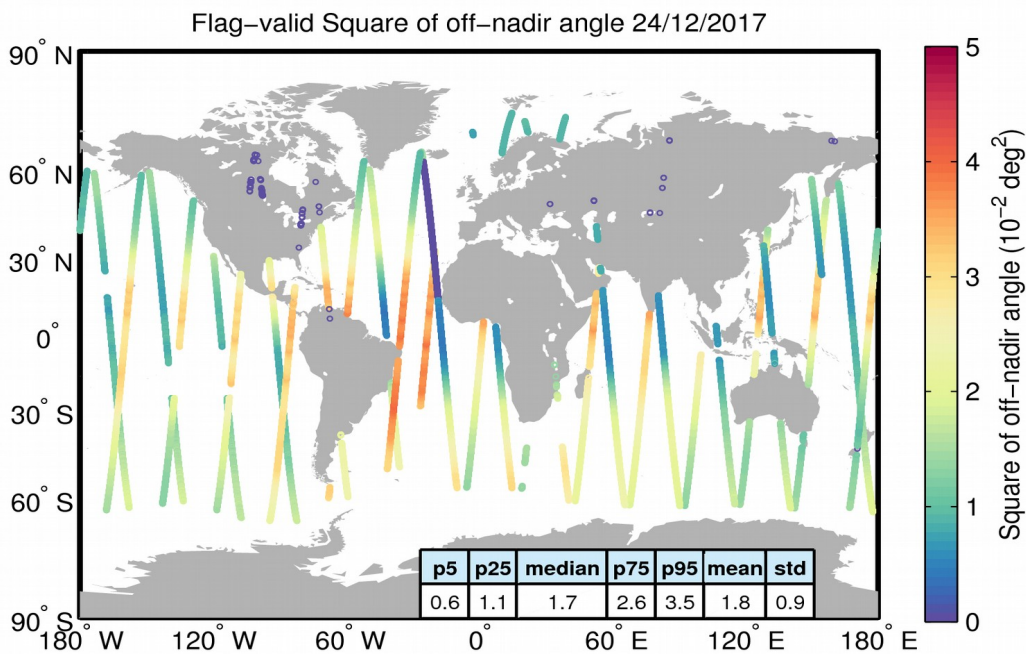 Flag−valid Square of off−nadir angle 24/12/2017
90° N
60° N
30° N
0°
30° S
60° S
90° S
180° W
120° W
60° W
0°
60° E
120° E
180° E
p5 p25 median p75 p95 mean std
0.6 1.1 1.7 2.6 3.5 1.8 0.9
5
4
3
2
1
0
Square of off−nadir angle (10⁻² deg²)